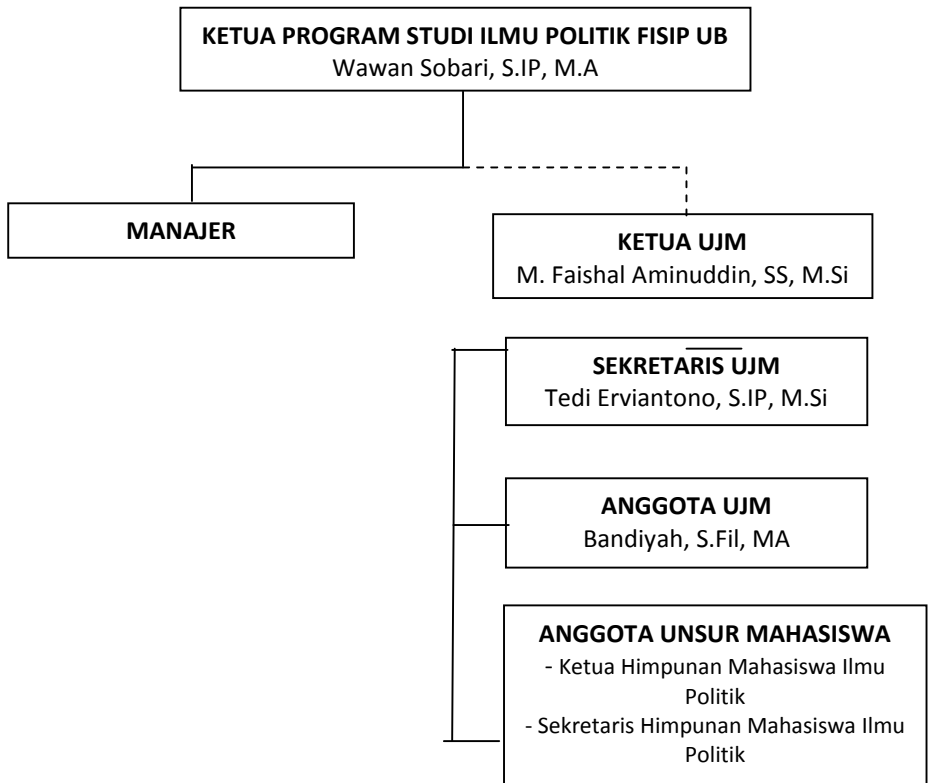 KETUA PROGRAM STUDI ILMU POLITIK FISIP UB
Wawan Sobari, S.IP, M.A
MANAJER
KETUA UJM
M. Faishal Aminuddin, SS, M.Si
SEKRETARIS UJM
Tedi Erviantono, S.IP, M.Si
ANGGOTA UJM
Bandiyah, S.Fil, MA
ANGGOTA UNSUR MAHASISWA
- Ketua Himpunan Mahasiswa Ilmu
Politik
- Sekretaris Himpunan Mahasiswa Ilmu
Politik